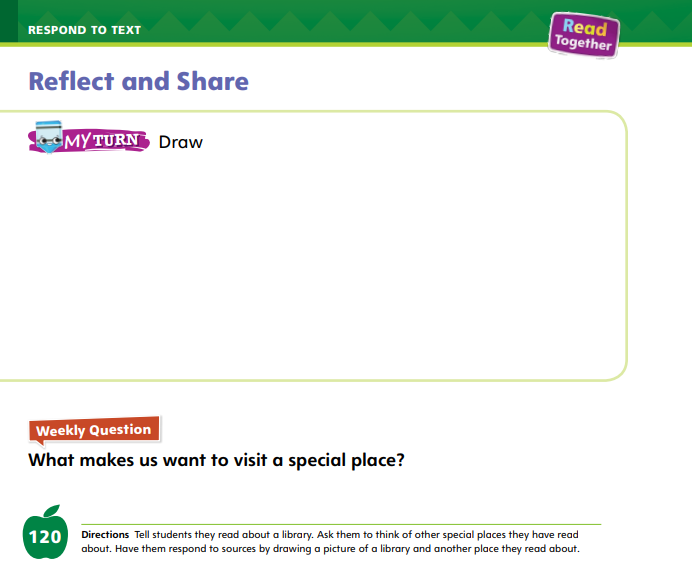 RESPOND TO TEXT
Read
Together
Reflect and Share
MY TURN Draw
Weekly Question
What makes us want to visit a special place?
120
Directions Tell students they read about a library. Ask them to think of other special places they have read
about. Have them respond to sources by drawing a picture of a library and another place they read about.